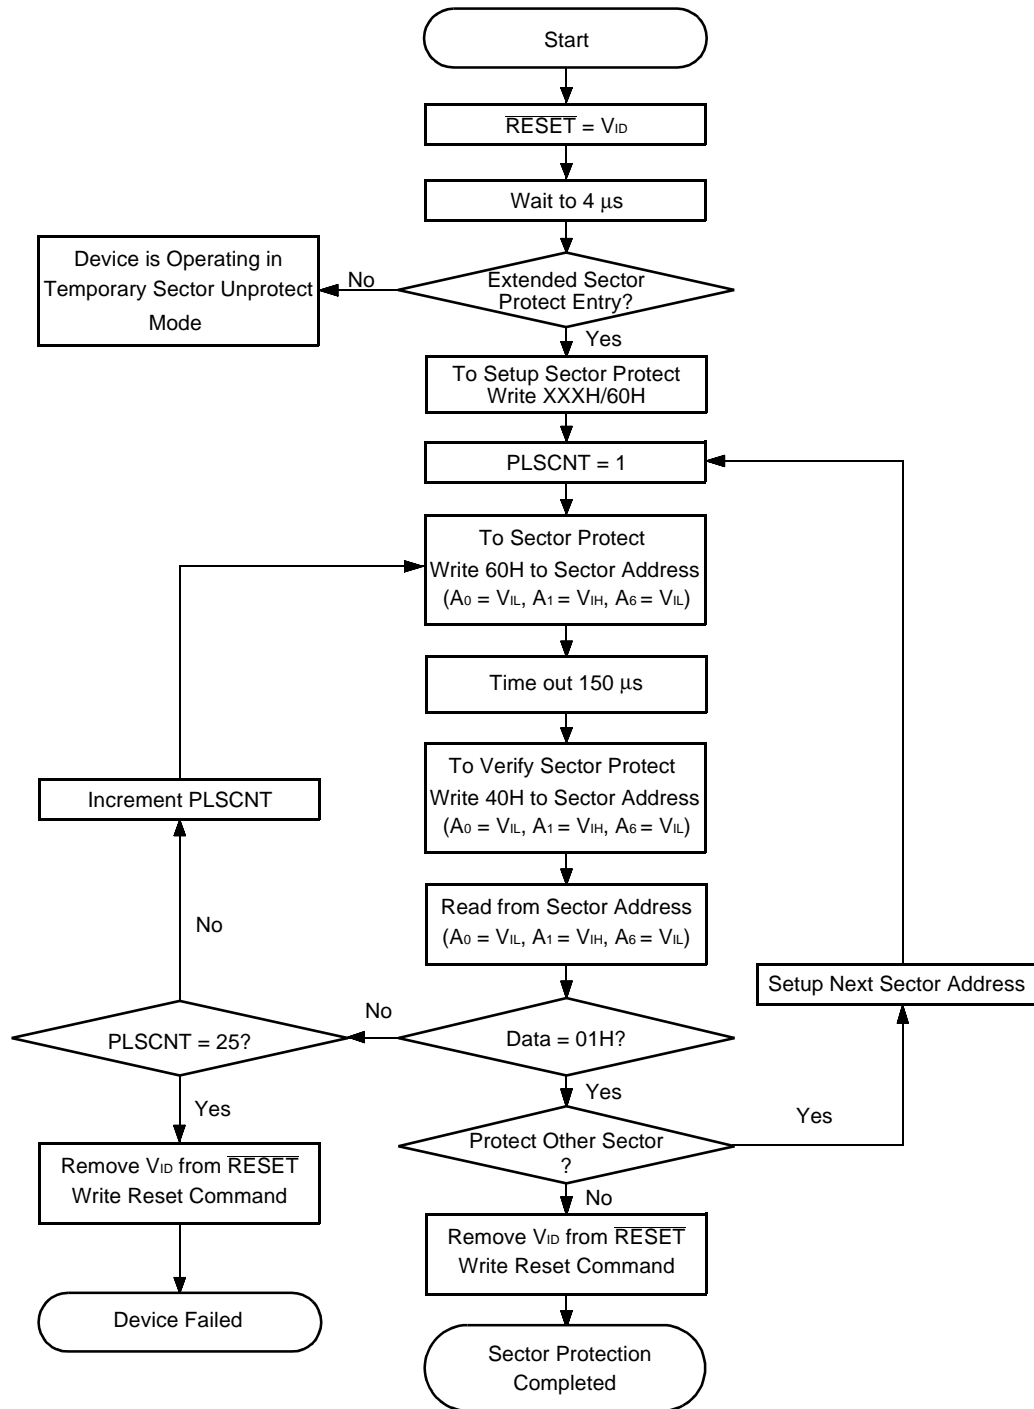 Start
RESET = VID
Wait to 4 μs
Device is Operating in
Temporary Sector Unprotect
Mode
No
Extended Sector
Protect Entry?
Yes
To Setup Sector Protect
Write XXXH/60H
PLSCNT = 1
To Sector Protect
Write 60H to Sector Address
(A0 = VIL, A1 = VIH, A6 = VIL)
Time out 150 μs
To Verify Sector Protect
Write 40H to Sector Address
(A0 = VIL, A1 = VIH, A6 = VIL)
Increment PLSCNT
Read from Sector Address
(A0 = VIL, A1 = VIH, A6 = VIL)
No
Setup Next Sector Address
No
PLSCNT = 25?
Data = 01H?
Yes
Yes
Yes
Protect Other Sector
?
Remove VID from RESET
Write Reset Command
No
Remove VID from RESET
Write Reset Command
Device Failed
Sector Protection
Completed